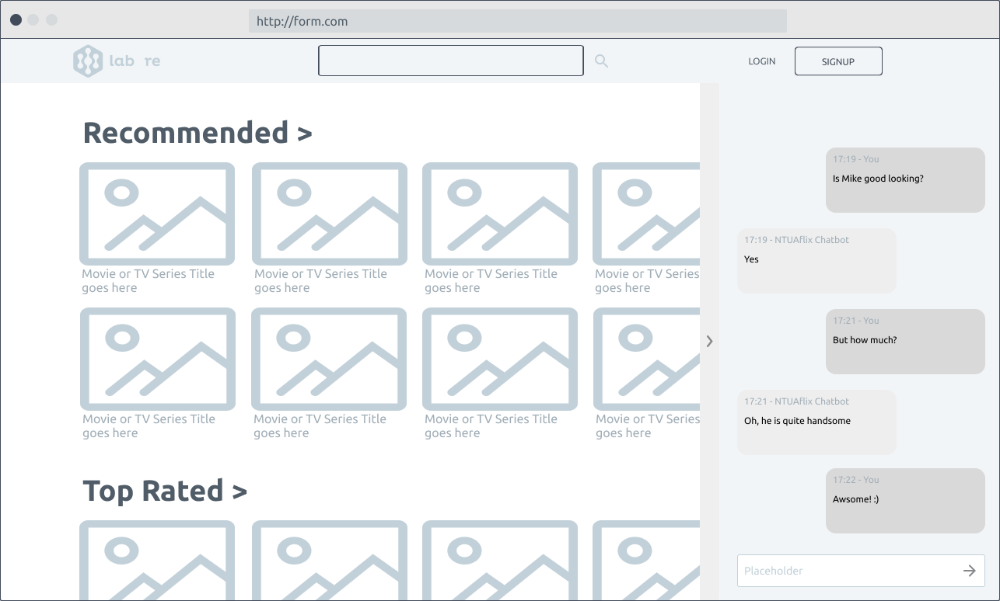 http://form.com
lab re
LOGIN
SIGNUP
Recommended >
Movie or TV Series Title
goes here
Movie or TV Series Title
goes here
Movie or TV Series Title
goes here
Movie or TV Series
goes here
Movie or TV Series Title
goes here
Movie or TV Series Title
goes here
Movie or TV Series Title
goes here
Movie or TV Series
goes here
Top Rated >
17:19 - You
Is Mike good looking?
17:19 - NTUAflix Chatbot
Yes
17:21 - You
But how much?
17:21 - NTUAflix Chatbot
Oh, he is quite handsome
17:22 - You
Awsome! :)
Placeholder